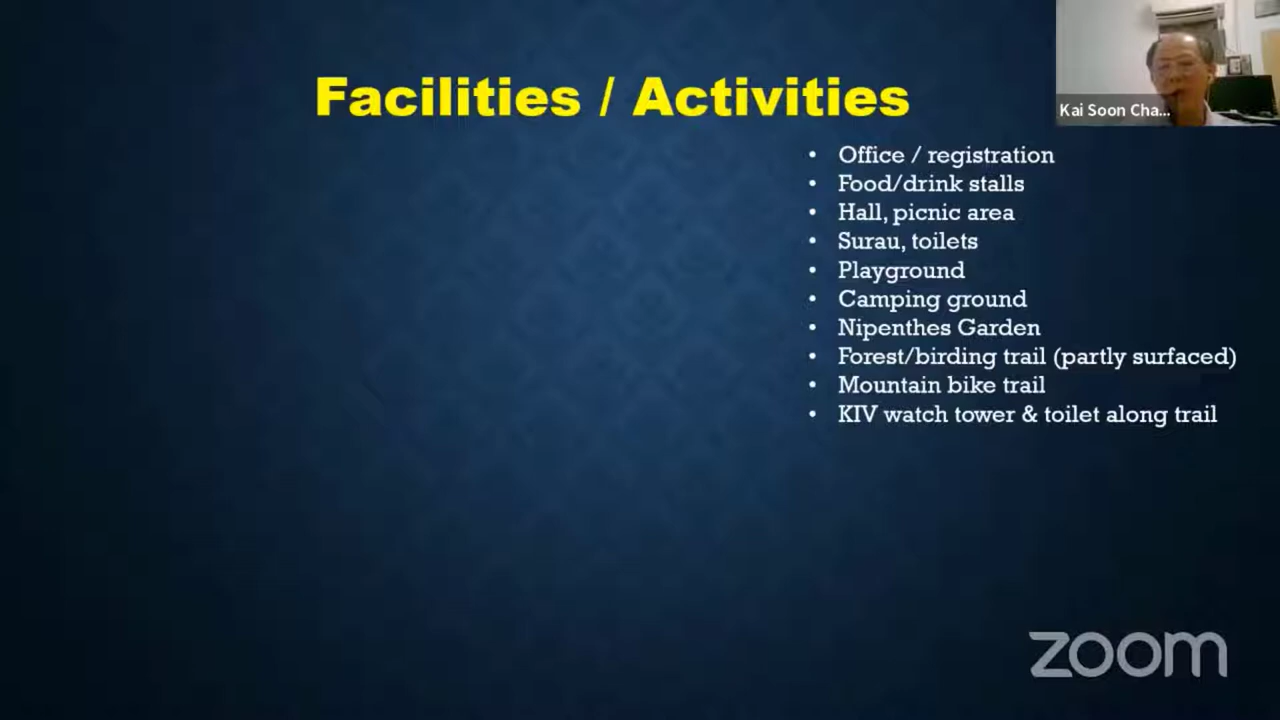 Facilities / Activities
Kai Soon Cha...
• Office / registration
• Food/drink stalls
• Hall, picnic area
• Surau, toilets
• Playground
• Camping ground
• Nipenthes Garden
• Forest/birding trail (partly surfaced)
• Mountain bike trail
• KIV watch tower & toilet along trail
zoom